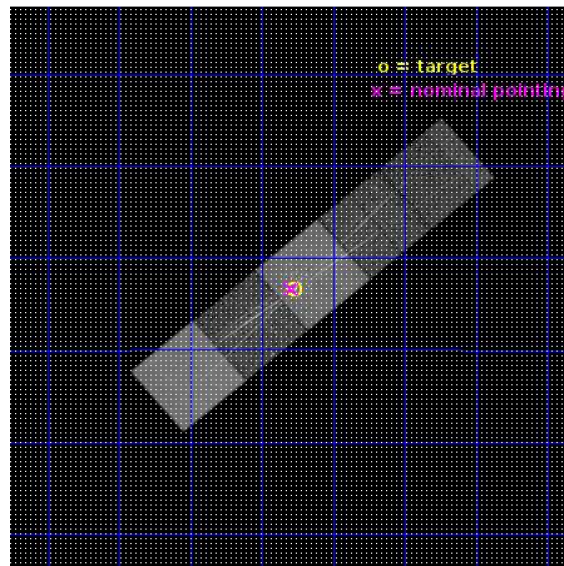 o = target
x = nominal pointin